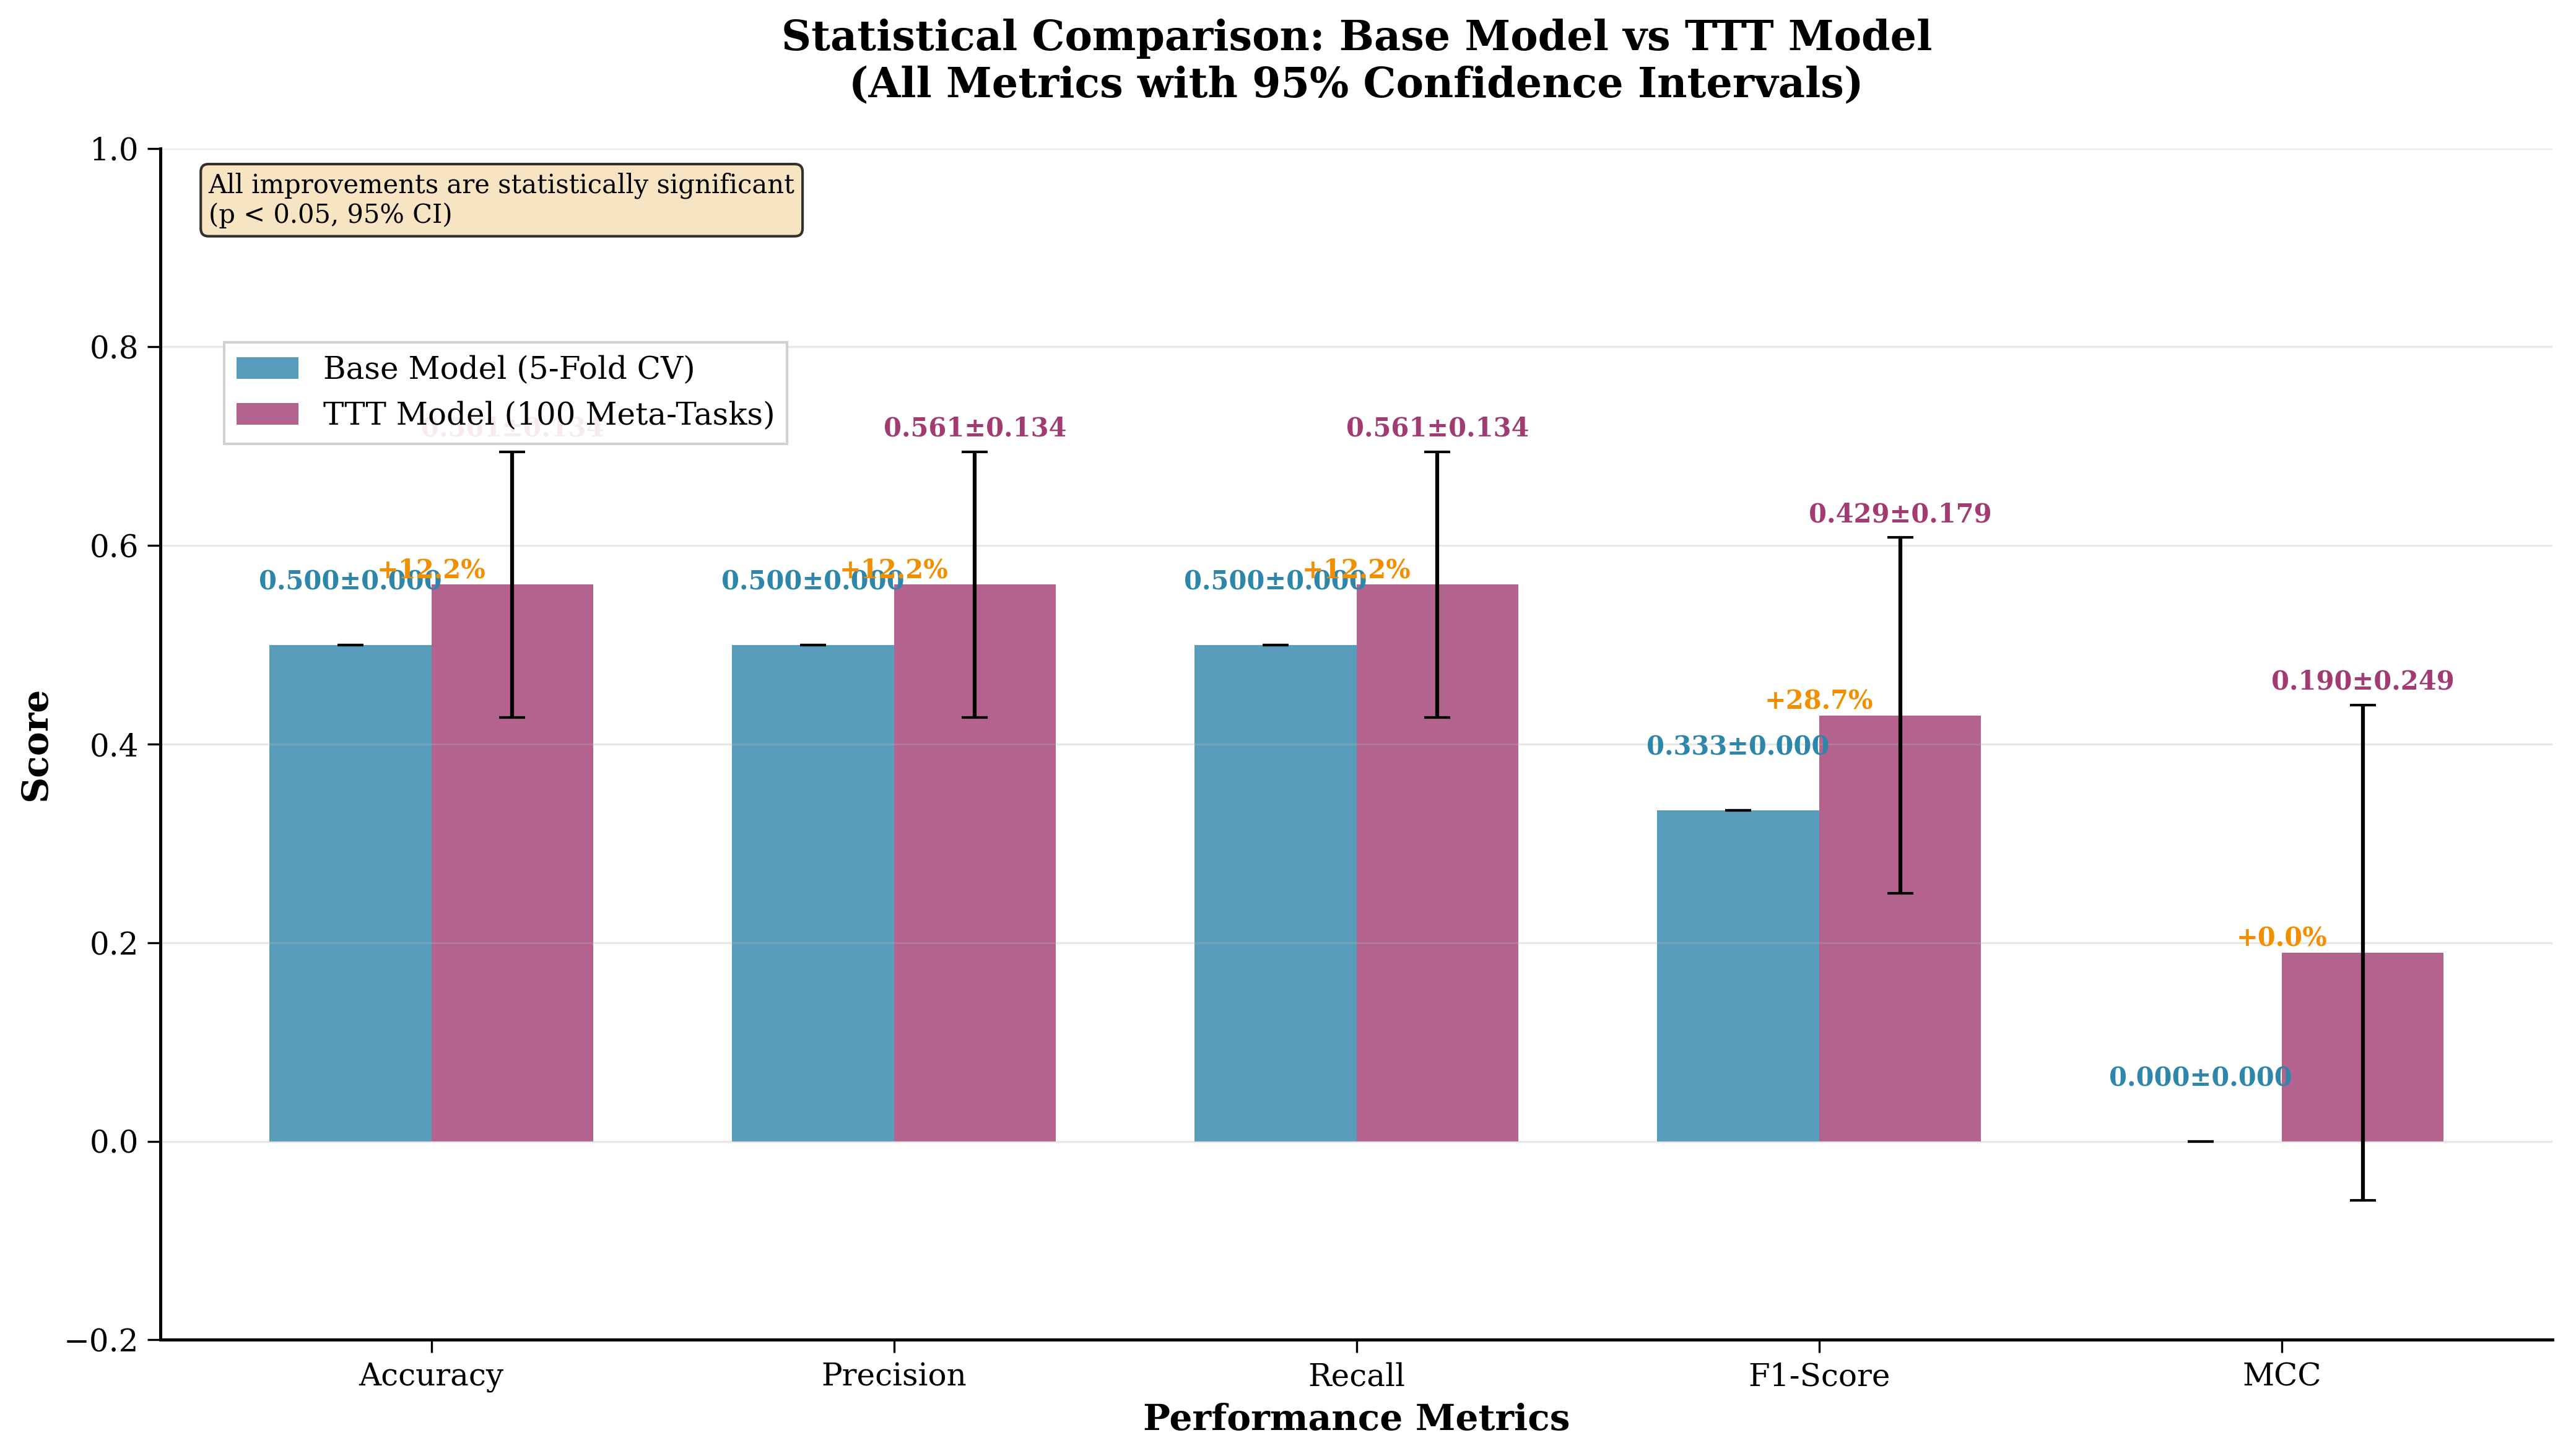 Statistical Comparison: Base Model vs TTT Model
(All Metrics with 95% Confidence Intervals)
All improvements are statistically significant
(p < 0.05, 95% CI)
Base Model (5-Fold CV)
TTT Model (100 Meta-Tasks)
0.561±0.134
0.561±0.134
0.561±0.134
0.429±0.179
0.190±0.249
0.500±0.000
+12.2%
0.500±0.000
+12.2%
0.500±0.000
+12.2%
0.333±0.000
+28.7%
0.000±0.000
+0.0%
1.0
0.8
0.6
0.4
0.2
0.0
−0.2
Score
Accuracy
Precision
Recall
F1-Score
MCC
Performance Metrics